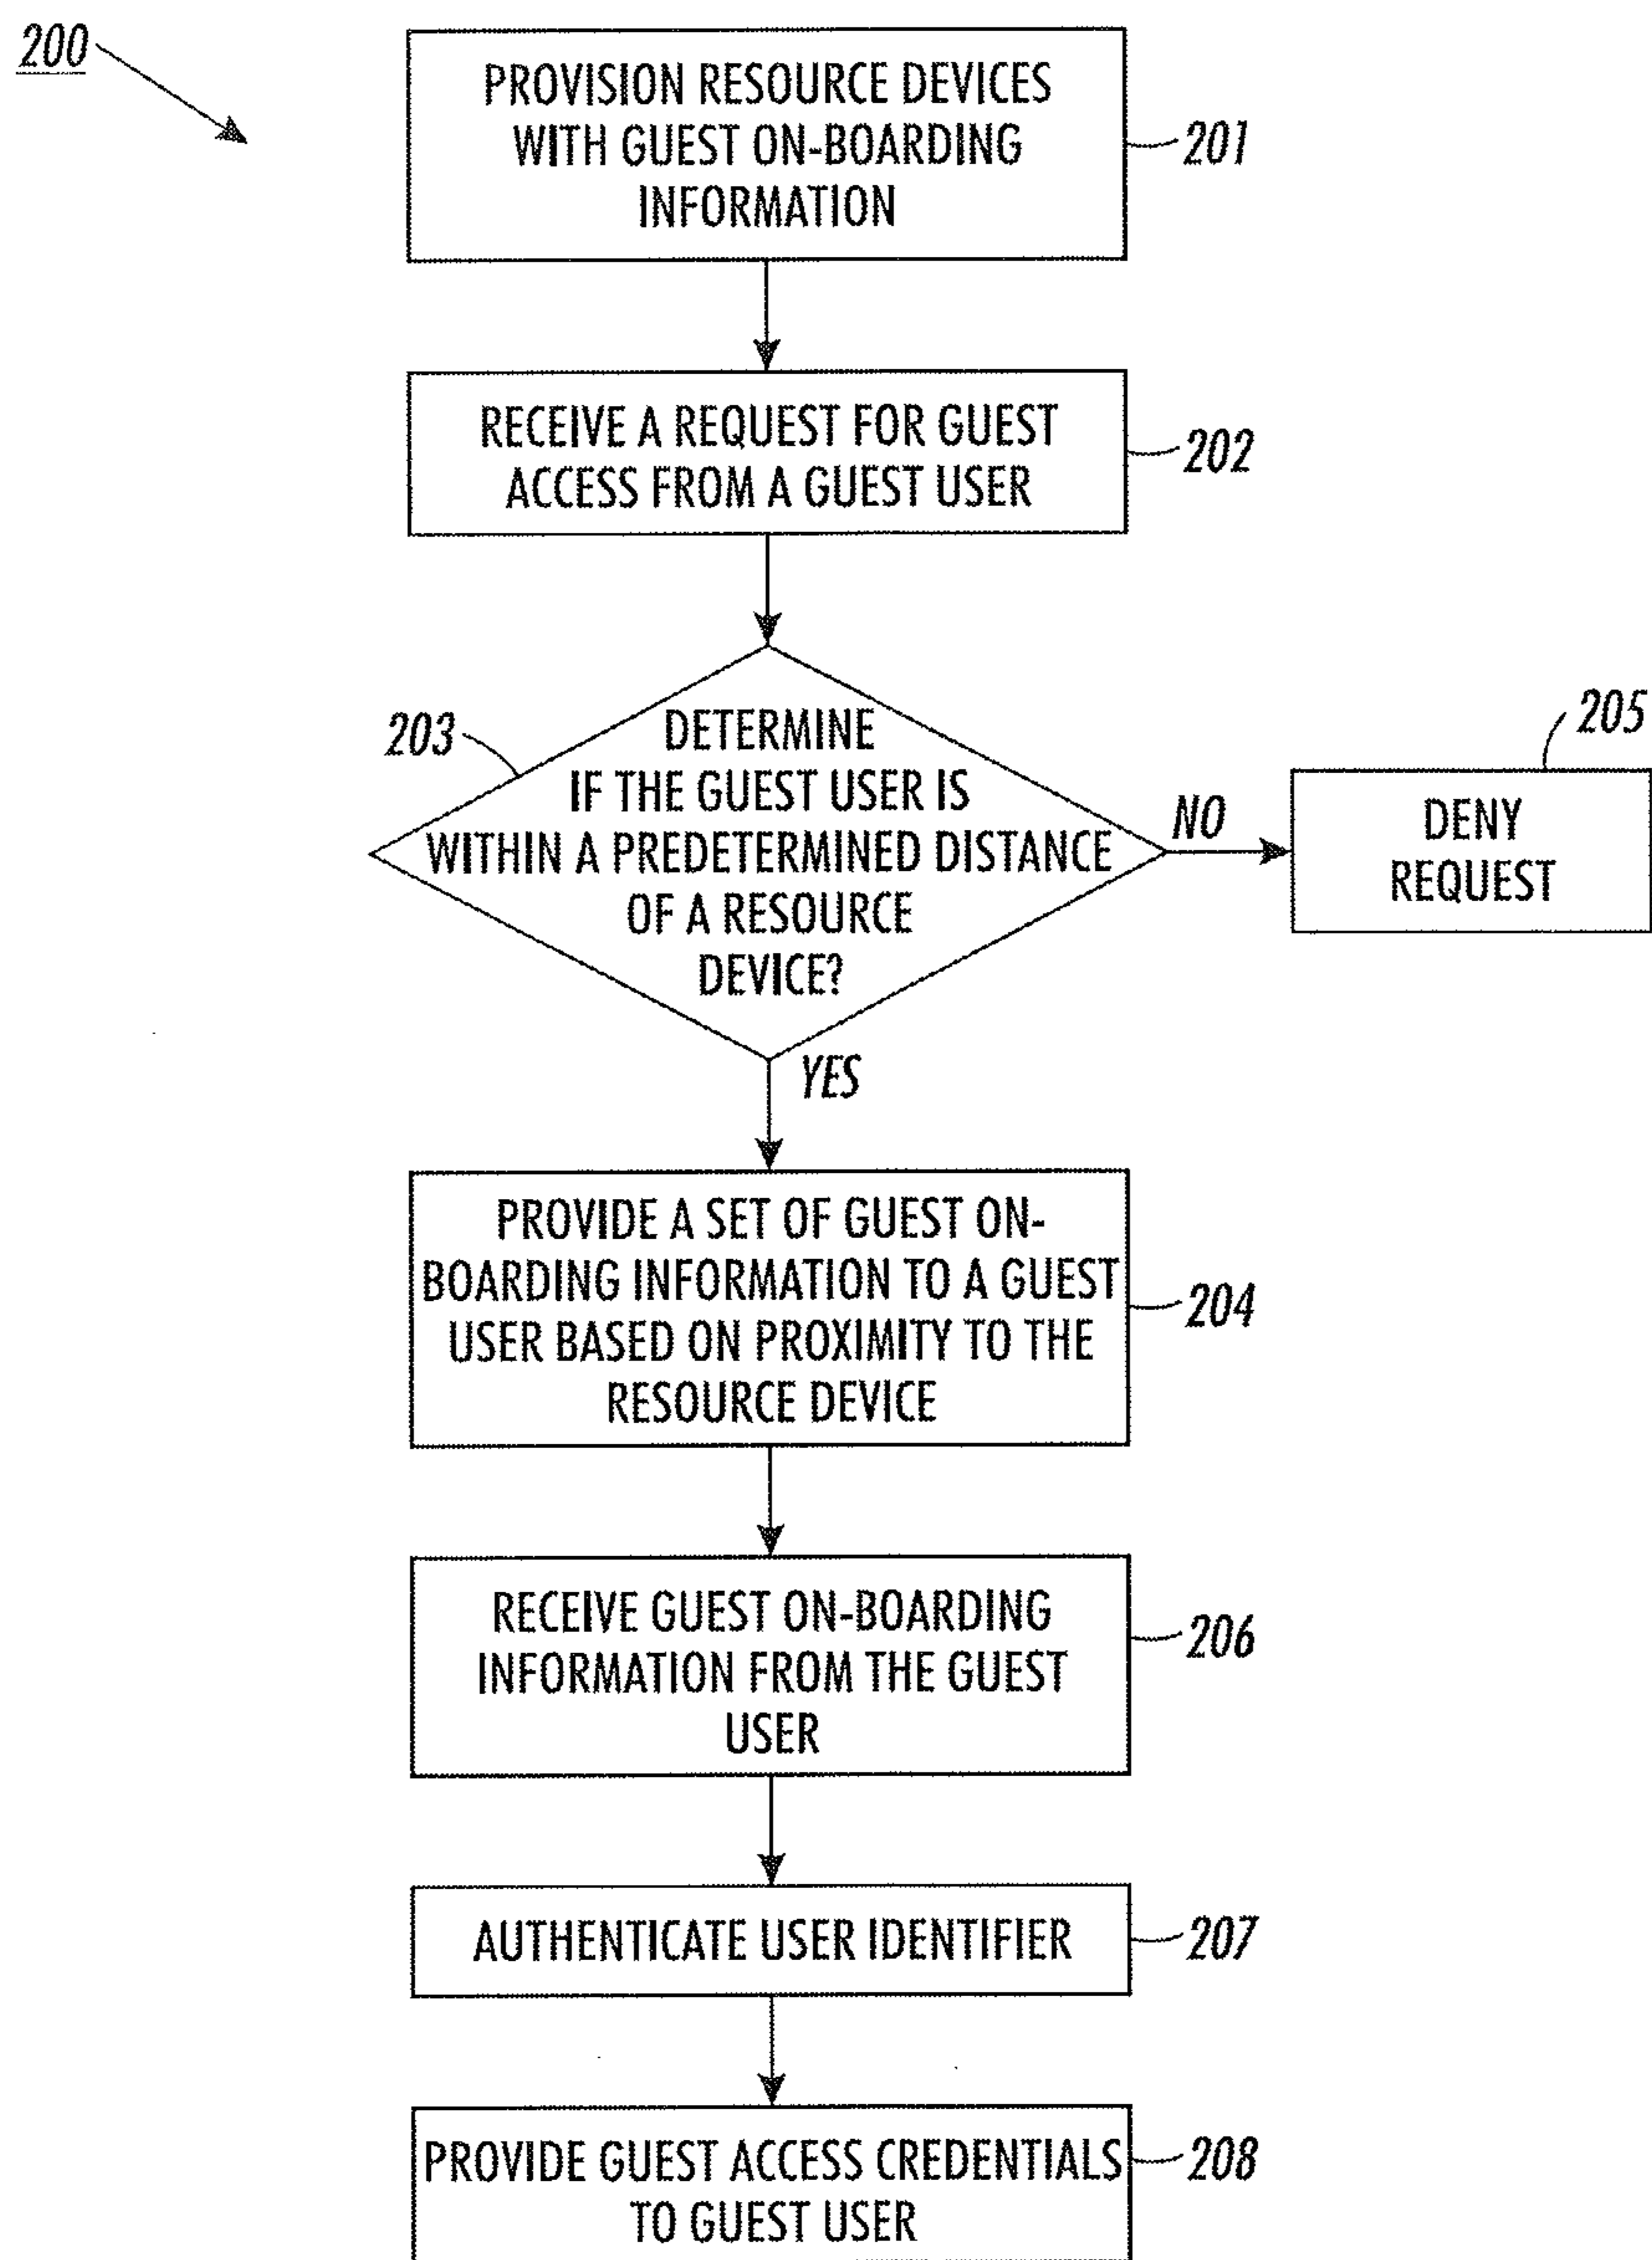 200
PROVISION RESOURCE DEVICES
WITH GUEST ON-BOARDING
INFORMATION
201
RECEIVE A REQUEST FOR GUEST
ACCESS FROM A GUEST USER
202
203
DETERMINE
IF THE GUEST USER IS
WITHIN A PREDETERMINED DISTANCE
OF A RESOURCE
DEVICE?
NO
205
DENY
REQUEST
YES
PROVIDE A SET OF GUEST ON-
BOARDING INFORMATION TO A GUEST
USER BASED ON PROXIMITY TO THE
RESOURCE DEVICE
204
RECEIVE GUEST ON-BOARDING
INFORMATION FROM THE GUEST
USER
206
AUTHENTICATE USER IDENTIFIER
207
PROVIDE GUEST ACCESS CREDENTIALS
TO GUEST USER
208